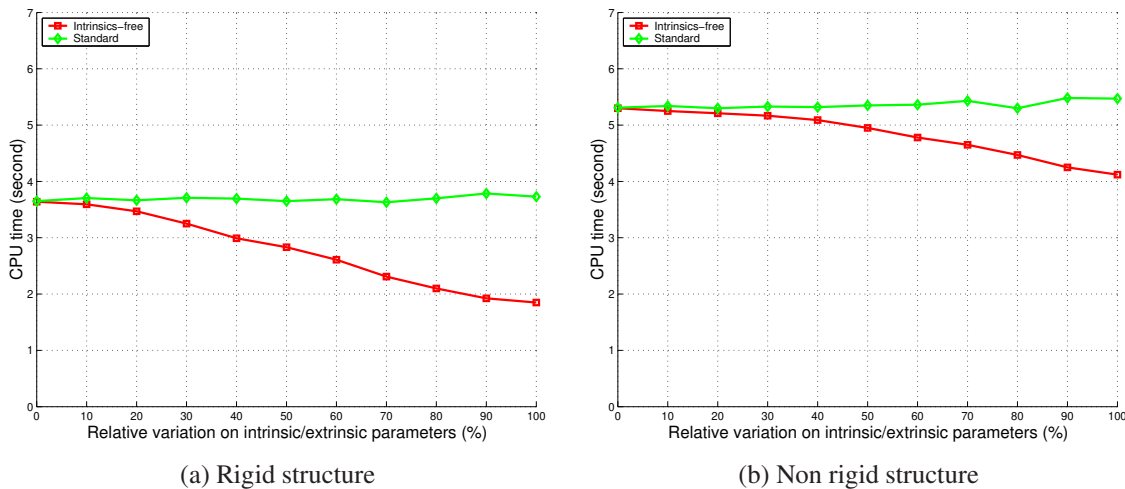 7
6
5
4
3
2
1
0
CPU time (second)
Intrinsics−free
Standard
0 10 20 30 40 50 60 70 80 90 100
Relative variation on intrinsic/extrinsic parameters (%)
(a) Rigid structure
7
6
5
4
3
2
1
0
CPU time (second)
Intrinsics−free
Standard
0 10 20 30 40 50 60 70 80 90 100
Relative variation on intrinsic/extrinsic parameters (%)
(b) Non rigid structure